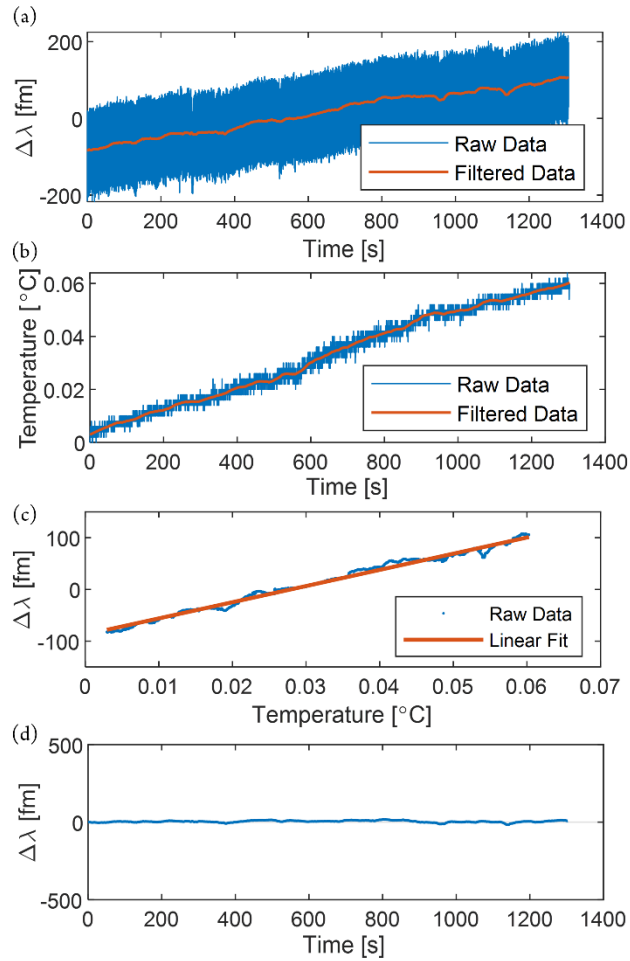 (a)
200
0
-200
Δλ [fm]
Raw Data
Filtered Data
0 200 400 600 800 1000 1200 1400
Time [s]
(b)
0.06
0.04
0.02
0
Temperature [°C]
Raw Data
Filtered Data
0 200 400 600 800 1000 1200 1400
Time [s]
(c)
100
0
-100
Δλ [fm]
Raw Data
Linear Fit
0 0.01 0.02 0.03 0.04 0.05 0.06 0.07
Temperature [°C]
(d)
500
0
-500
Δλ [fm]
0 200 400 600 800 1000 1200 1400
Time [s]